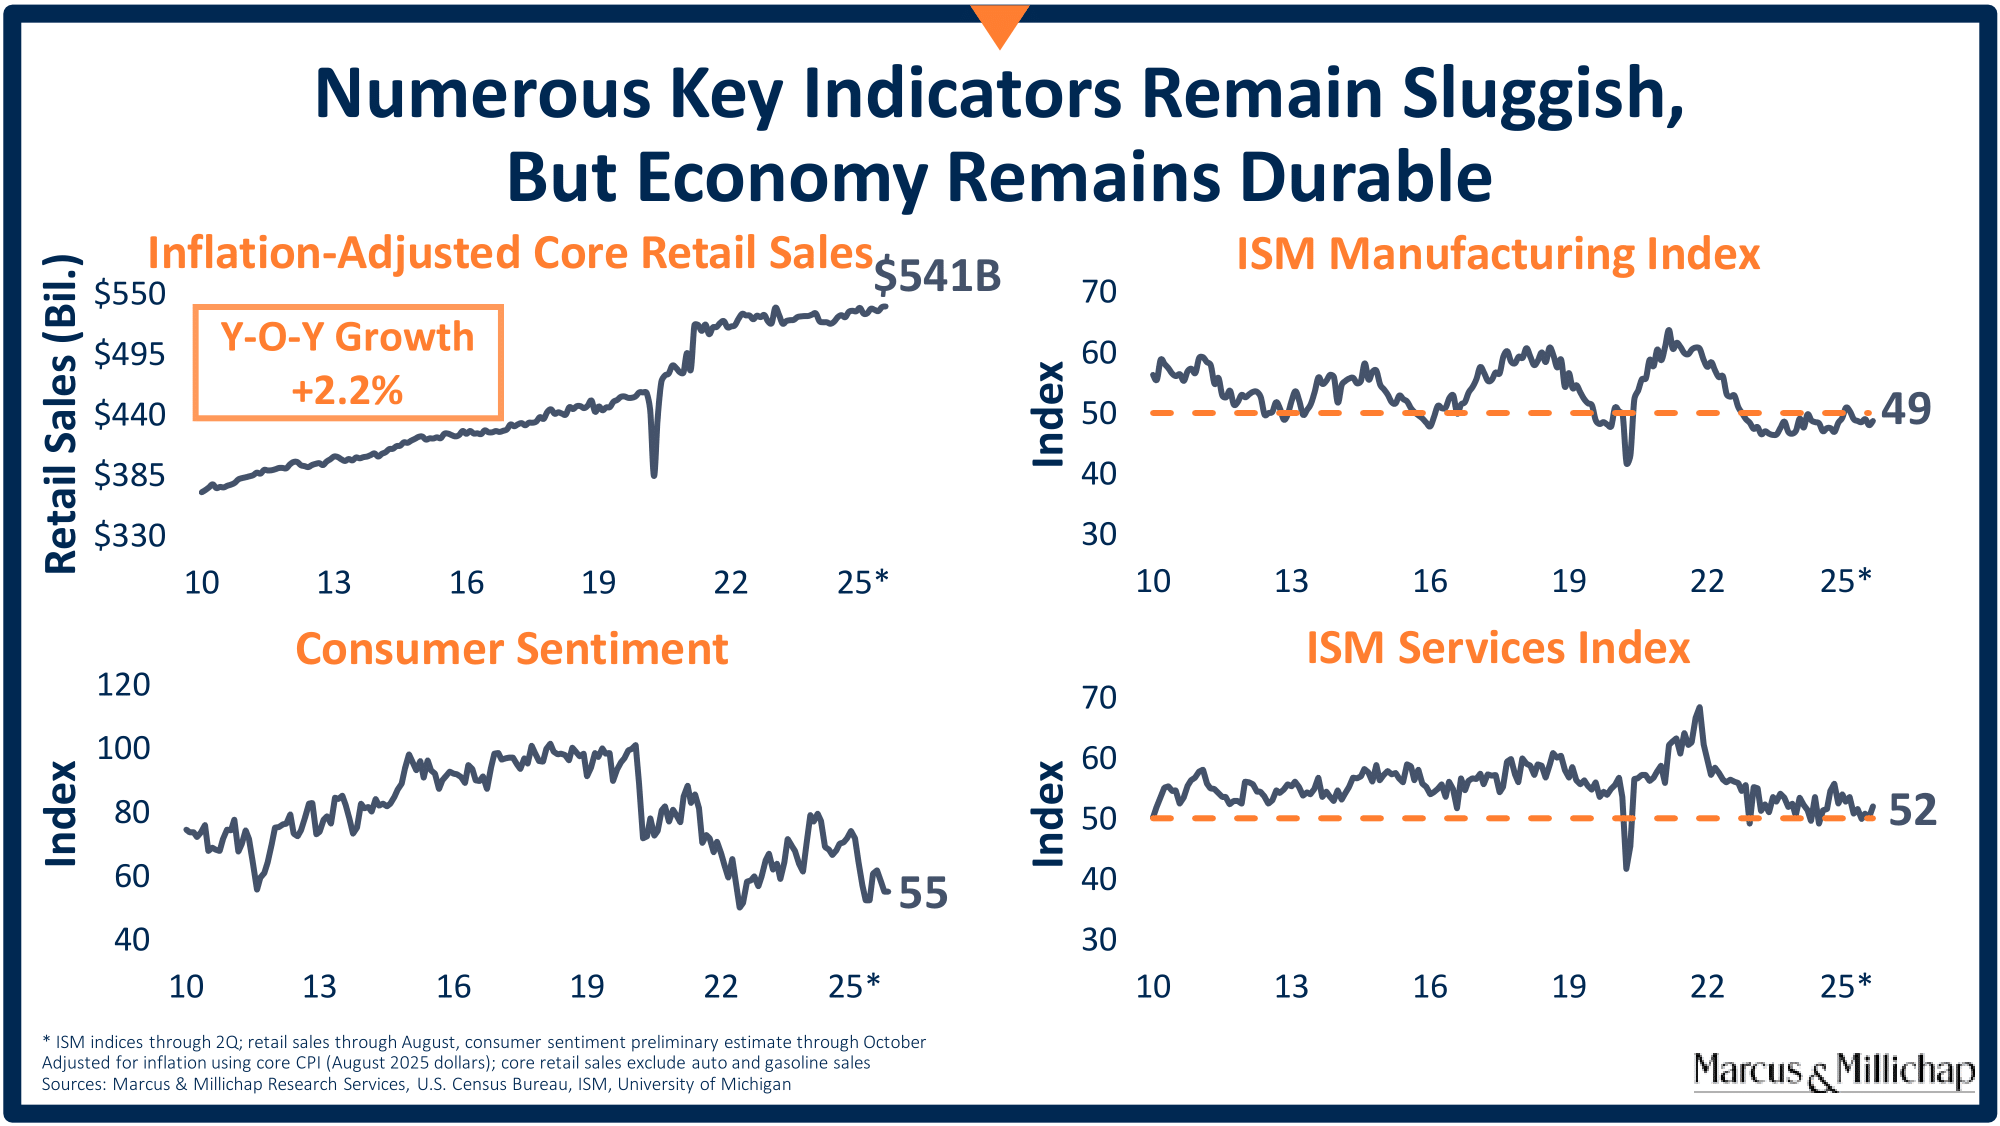 Numerous Key Indicators Remain Sluggish,
But Economy Remains Durable
Inflation-Adjusted Core Retail Sales
$541B
Retail Sales (Bil.)
$550
$495
$440
$385
$330
Y-O-Y Growth
+2.2%
10 13 16 19 22 25*
ISM Manufacturing Index
Index
70
60
50
40
30
49
10 13 16 19 22 25*
Consumer Sentiment
Index
120
100
80
60
40
55
10 13 16 19 22 25*
ISM Services Index
Index
70
60
50
40
30
52
10 13 16 19 22 25*
* ISM indices through 2Q; retail sales through August, consumer sentiment preliminary estimate through October
Adjusted for inflation using core CPI (August 2025 dollars); core retail sales exclude auto and gasoline sales
Sources: Marcus & Millichap Research Services, U.S. Census Bureau, ISM, University of Michigan
Marcus & Millichap